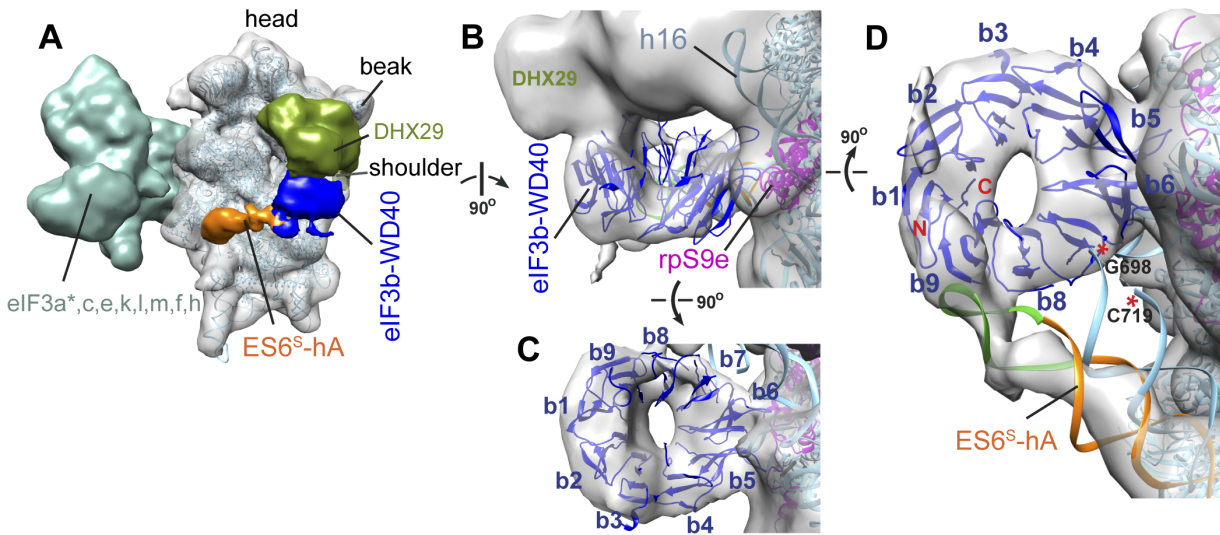 A
head
beak
DHX29
shoulder
90°
eIF3b-WD40
eIF3a*,c,e,k,l,m,f,h
ES6ˢ-hA
B
h16
DHX29
eIF3b-WD40
rpS9e
90°
90°
C
b8
b9
b7
b6
b1
b2
b5
b3
b4
D
b3
b4
b2
b5
b1
C
b6
N
*
G698
b9
b8
*
C719
ES6ˢ-hA